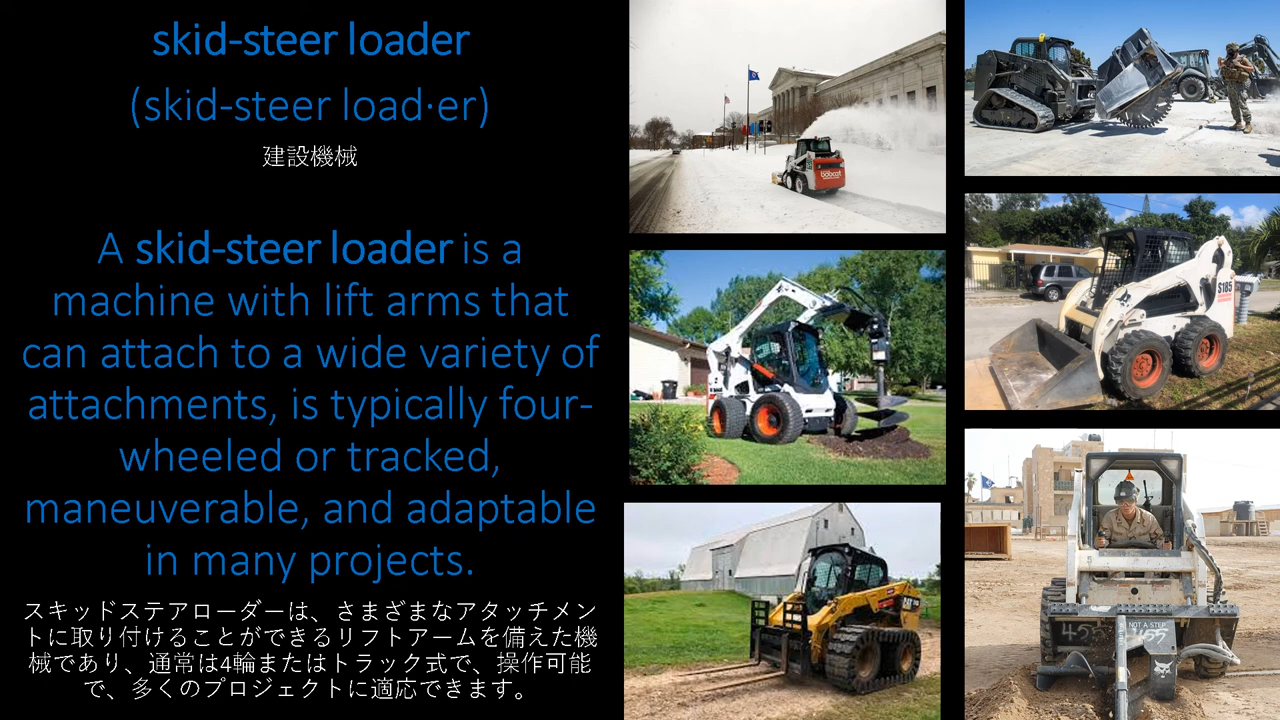 skid-steer loader
(skid-steer load·er)
建設機械
A skid-steer loader is a
machine with lift arms that
can attach to a wide variety of
attachments, is typically four-
wheeled or tracked,
maneuverable, and adaptable
in many projects.
スキッドステアローダーは、さまざまなアタッチメン
トに取り付けることができるリフトアームを備えた機
械であり、通常は4輪またはトラック式で、操作可能
で、多くのプロジェクトに適応できます。
bobcat
S185
CAT
NOT A STEP
455
455